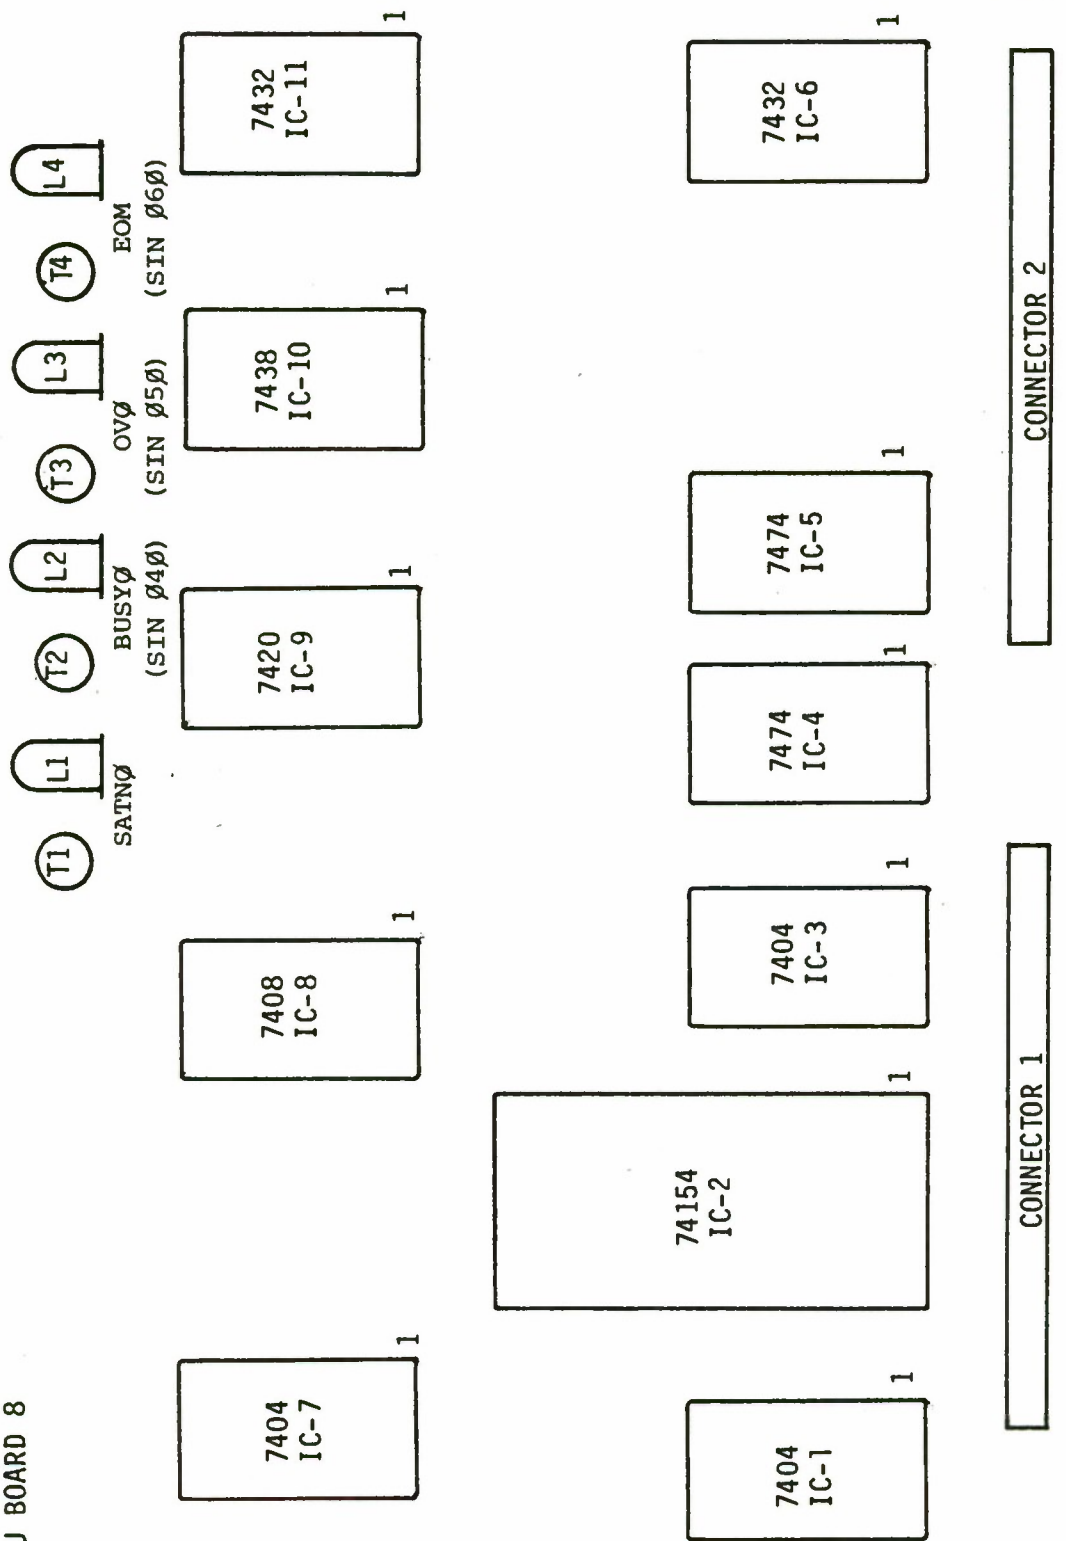 BOARD 8
T1 L1 T2 L2 T3 L3 T4 L4
SATNØ BUSYØ OVØ EOM
(SIN Ø4Ø) (SIN Ø5Ø) (SIN Ø6Ø)
7404
IC-7
1
7408
IC-8
1
7420
IC-9
1
7438
IC-10
1
7432
IC-11
1
7404
IC-1
1
74154
IC-2
1
7404
IC-3
1
7474
IC-4
1
7474
IC-5
1
7432
IC-6
1
CONNECTOR 1
CONNECTOR 2